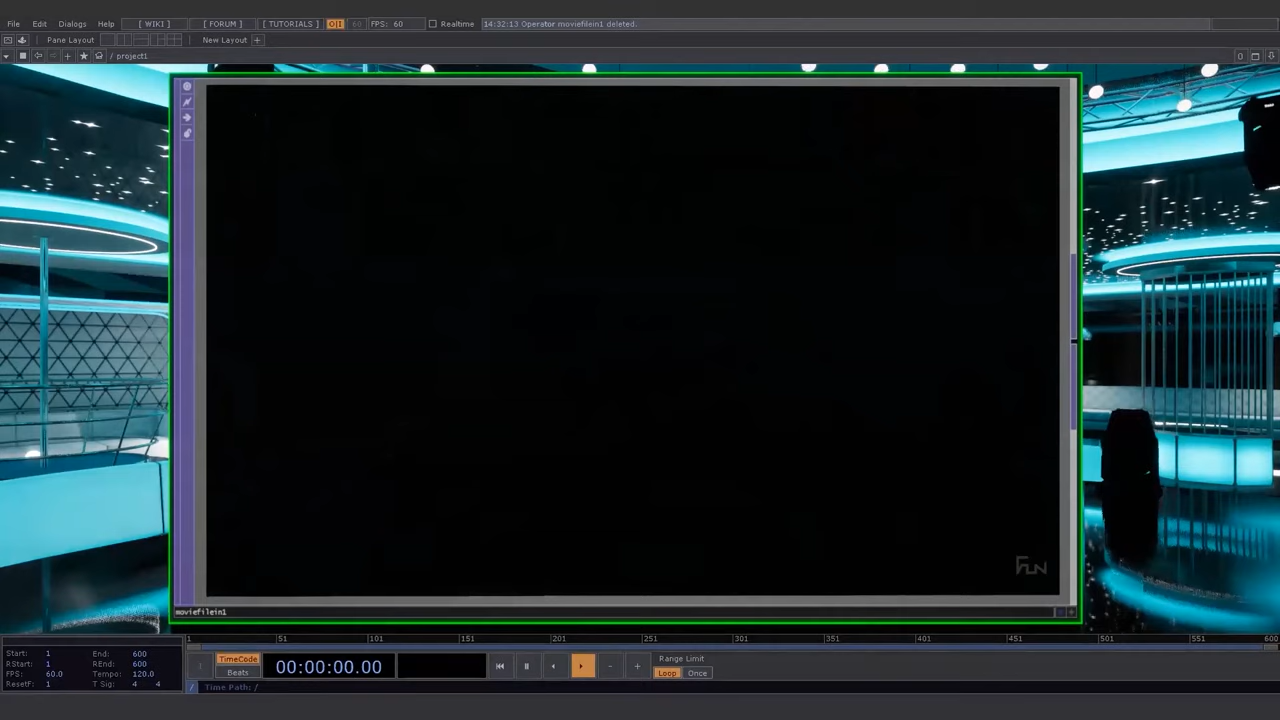 File Edit Dialogs Help [ WIKI ] [ FORUM ] [ TUTORIALS ] O|I 60 FPS: 60 Realtime 14:32:13 Operator moviefilein1 deleted.
Pane Layout New Layout +
/ project1
FLN
moviefilein1
1 51 101 151 201 251 301 351 401 451 501 551 600
Start: 1 End: 600
RStart: 1 REnd: 600
FPS: 60.0 Tempo: 120.0
ResetF: 1 T Sig: 4 4
TimeCode
Beats
00:00:00.00
Range Limit
Loop Once
/ Time Path: /